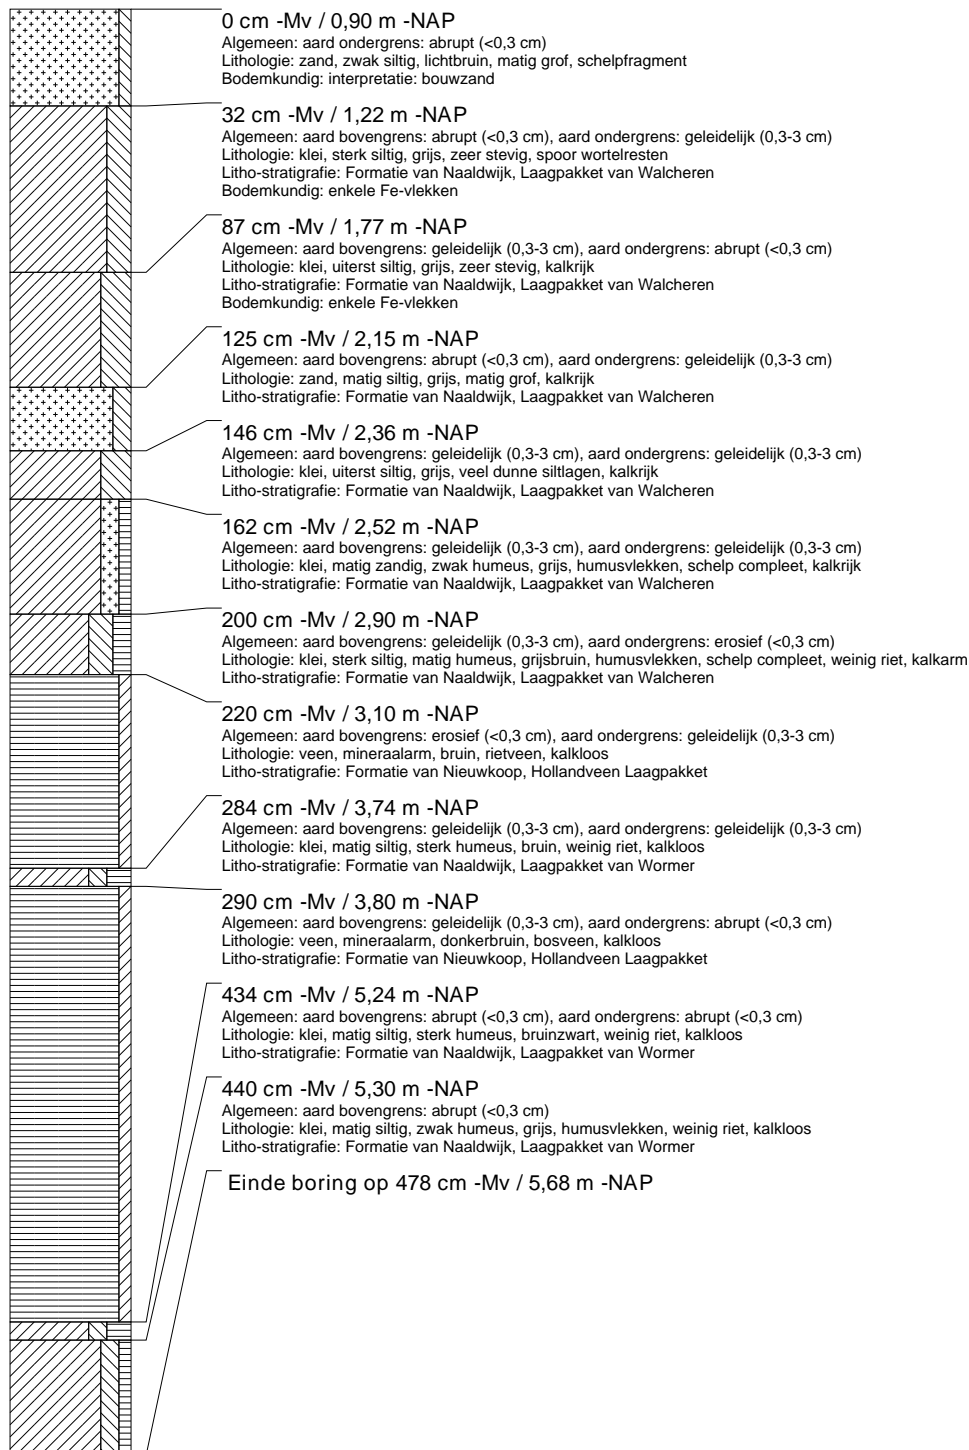 0 cm -Mv / 0,90 m -NAP
Algemeen: aard ondergrens: abrupt (<0,3 cm)
Lithologie: zand, zwak siltig, lichtbruin, matig grof, schelpfragment
Bodemkundig: interpretatie: bouwzand
32 cm -Mv / 1,22 m -NAP
Algemeen: aard bovengrens: abrupt (<0,3 cm), aard ondergrens: geleidelijk (0,3-3 cm)
Lithologie: klei, sterk siltig, grijs, zeer stevig, spoor wortelresten
Litho-stratigrafie: Formatie van Naaldwijk, Laagpakket van Walcheren
Bodemkundig: enkele Fe-vlekken
87 cm -Mv / 1,77 m -NAP
Algemeen: aard bovengrens: geleidelijk (0,3-3 cm), aard ondergrens: abrupt (<0,3 cm)
Lithologie: klei, uiterst siltig, grijs, zeer stevig, kalkrijk
Litho-stratigrafie: Formatie van Naaldwijk, Laagpakket van Walcheren
Bodemkundig: enkele Fe-vlekken
125 cm -Mv / 2,15 m -NAP
Algemeen: aard bovengrens: abrupt (<0,3 cm), aard ondergrens: geleidelijk (0,3-3 cm)
Lithologie: zand, matig siltig, grijs, matig grof, kalkrijk
Litho-stratigrafie: Formatie van Naaldwijk, Laagpakket van Walcheren
146 cm -Mv / 2,36 m -NAP
Algemeen: aard bovengrens: geleidelijk (0,3-3 cm), aard ondergrens: geleidelijk (0,3-3 cm)
Lithologie: klei, uiterst siltig, grijs, veel dunne siltlagen, kalkrijk
Litho-stratigrafie: Formatie van Naaldwijk, Laagpakket van Walcheren
162 cm -Mv / 2,52 m -NAP
Algemeen: aard bovengrens: geleidelijk (0,3-3 cm), aard ondergrens: geleidelijk (0,3-3 cm)
Lithologie: klei, matig zandig, zwak humeus, grijs, humusvlekken, schelp compleet, kalkrijk
Litho-stratigrafie: Formatie van Naaldwijk, Laagpakket van Walcheren
200 cm -Mv / 2,90 m -NAP
Algemeen: aard bovengrens: geleidelijk (0,3-3 cm), aard ondergrens: erosief (<0,3 cm)
Lithologie: klei, sterk siltig, matig humeus, grijsbruin, humusvlekken, schelp compleet, weinig riet, kalkarm
Litho-stratigrafie: Formatie van Naaldwijk, Laagpakket van Walcheren
220 cm -Mv / 3,10 m -NAP
Algemeen: aard bovengrens: erosief (<0,3 cm), aard ondergrens: geleidelijk (0,3-3 cm)
Lithologie: veen, mineraalarm, bruin, rietveen, kalkloos
Litho-stratigrafie: Formatie van Nieuwkoop, Hollandveen Laagpakket
284 cm -Mv / 3,74 m -NAP
Algemeen: aard bovengrens: geleidelijk (0,3-3 cm), aard ondergrens: geleidelijk (0,3-3 cm)
Lithologie: klei, matig siltig, sterk humeus, bruin, weinig riet, kalkloos
Litho-stratigrafie: Formatie van Naaldwijk, Laagpakket van Wormer
290 cm -Mv / 3,80 m -NAP
Algemeen: aard bovengrens: geleidelijk (0,3-3 cm), aard ondergrens: abrupt (<0,3 cm)
Lithologie: veen, mineraalarm, donkerbruin, bosveen, kalkloos
Litho-stratigrafie: Formatie van Nieuwkoop, Hollandveen Laagpakket
434 cm -Mv / 5,24 m -NAP
Algemeen: aard bovengrens: abrupt (<0,3 cm), aard ondergrens: abrupt (<0,3 cm)
Lithologie: klei, matig siltig, sterk humeus, bruinzwart, weinig riet, kalkloos
Litho-stratigrafie: Formatie van Naaldwijk, Laagpakket van Wormer
440 cm -Mv / 5,30 m -NAP
Algemeen: aard bovengrens: abrupt (<0,3 cm)
Lithologie: klei, matig siltig, zwak humeus, grijs, humusvlekken, weinig riet, kalkloos
Litho-stratigrafie: Formatie van Naaldwijk, Laagpakket van Wormer
Einde boring op 478 cm -Mv / 5,68 m -NAP